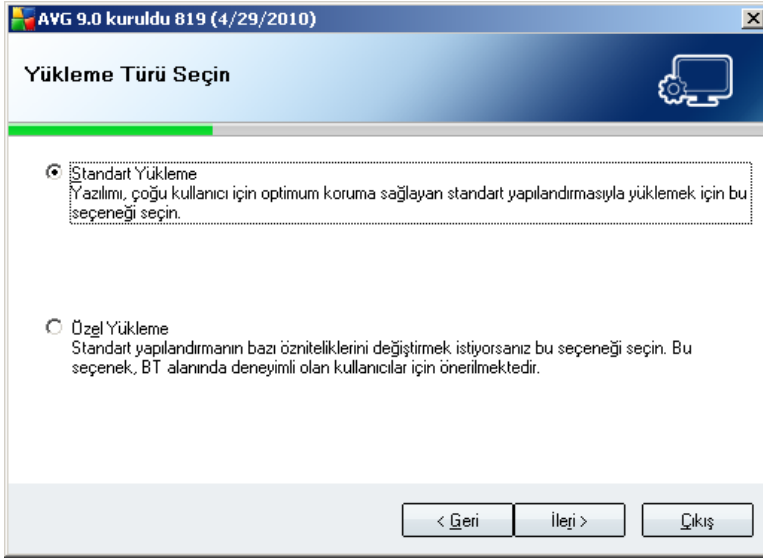 AVG 9.0 kuruldu 819 (4/29/2010)
Yükleme Türü Seçin
Standart Yükleme
Yazılımı, çoğu kullanıcı için optimum koruma sağlayan standart yapılandırmasıyla yüklemek için bu
seçeneği seçin.
Özel Yükleme
Standart yapılandırmanın bazı özniteliklerini değiştirmek istiyorsanız bu seçeneği seçin. Bu
seçenek, BT alanında deneyimli olan kullanıcılar için önerilmektedir.
< Geri İleri > Çıkış